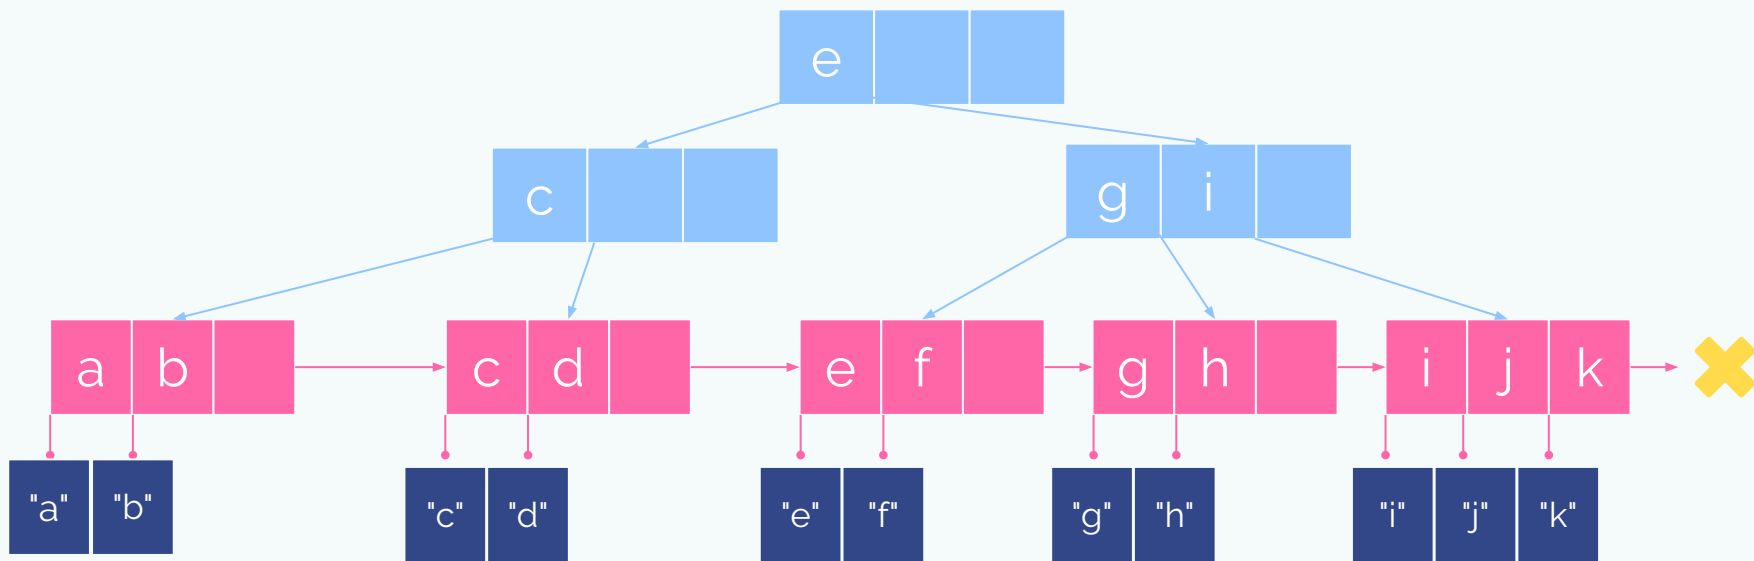 e
c
g i
a b
c d
e f
g h
i j k
"a" "b"
"c" "d"
"e" "f"
"g" "h"
"i" "j" "k"